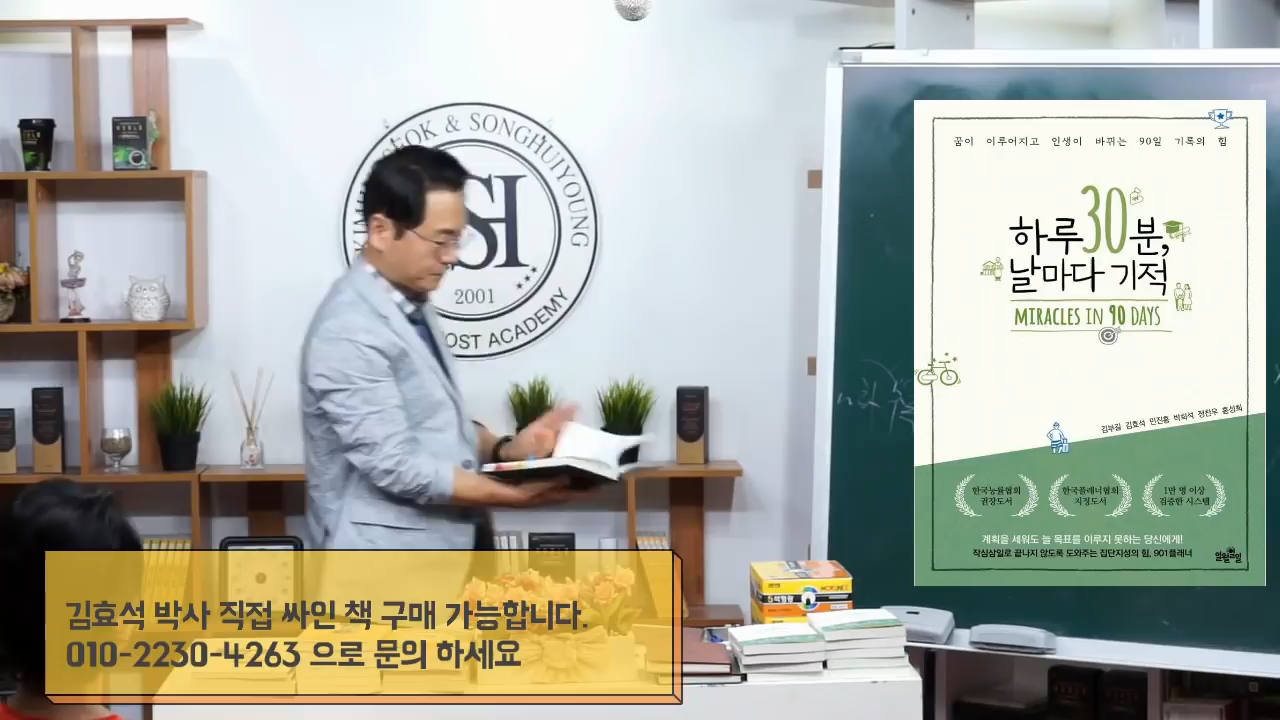 SONGHUIYOUNG
SH
2001
OST ACADEMY
꿈이 이루어지고 인생이 바뀌는 90일 기록의 힘
하루 30분,
날마다 기적
MIRACLES IN 90 DAYS
김부길 김효석 민진홍 박희석 정찬우 홍성희
한국능률협회
권장도서
한국플래너협회
지정도서
1만 명 이상
검증한 시스템
계획을 세워도 늘 목표를 이루지 못하는 당신에게!
작심삼일로 끝나지 않도록 도와주는 집단지성의 힘, 901플래너
일월일일
김효석 박사 직접 싸인 책 구매 가능합니다.
010-2230-4263 으로 문의 하세요